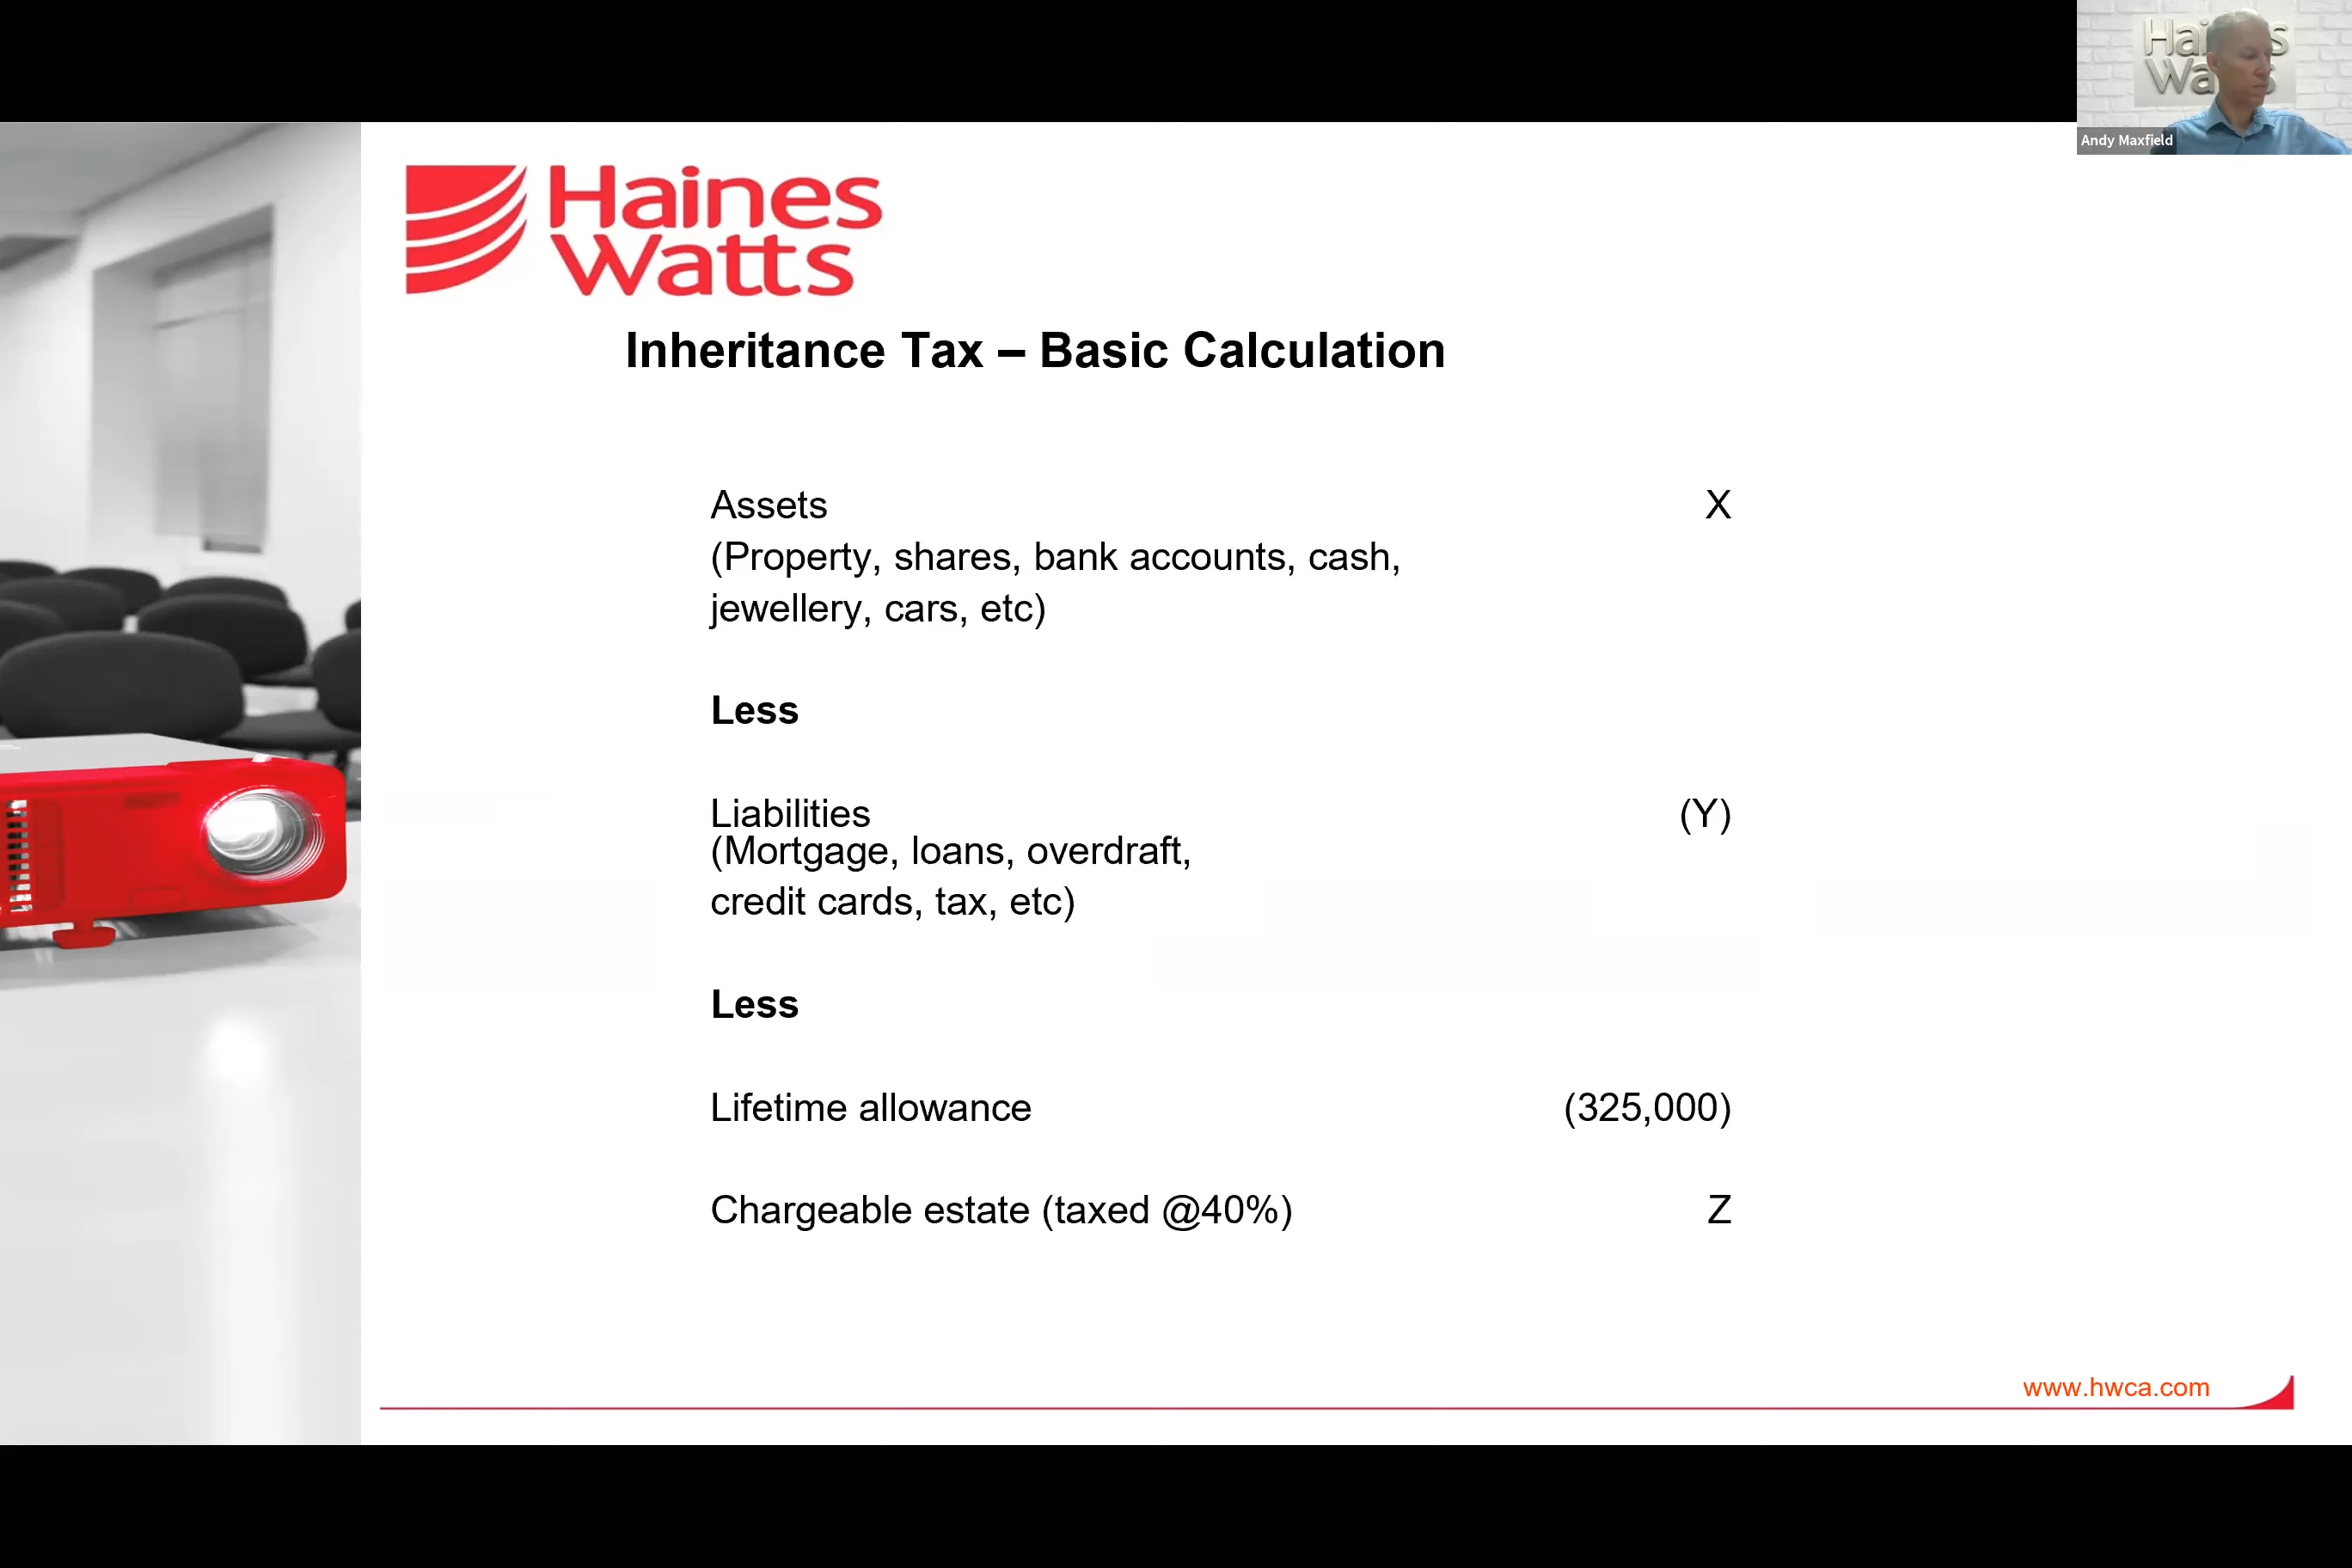 Haines
Watts
Andy Maxfield
Haines
Watts
Inheritance Tax – Basic Calculation
Assets X
(Property, shares, bank accounts, cash,
jewellery, cars, etc)
Less
Liabilities (Y)
(Mortgage, loans, overdraft,
credit cards, tax, etc)
Less
Lifetime allowance (325,000)
Chargeable estate (taxed @40%) Z
www.hwca.com